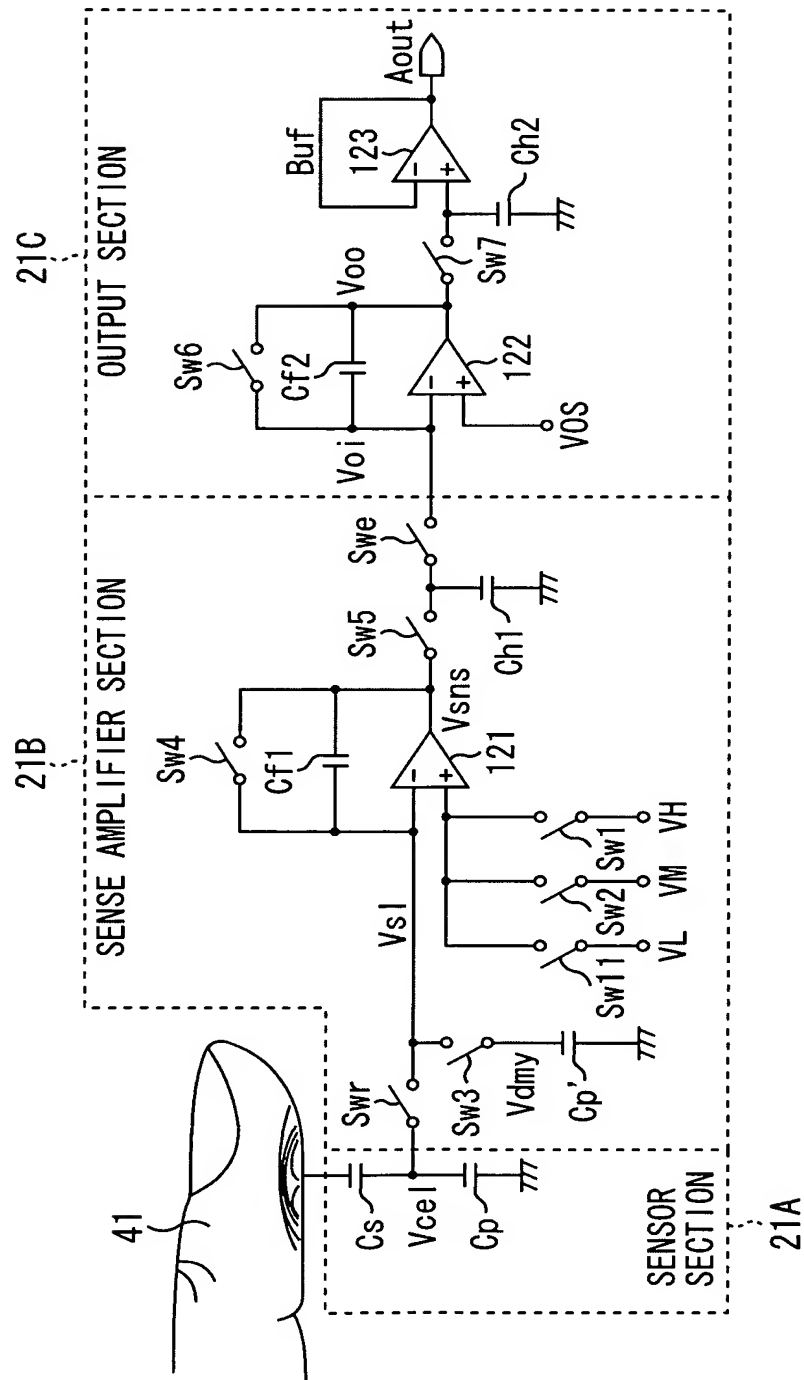 21C
OUTPUT SECTION
21B
SENSE AMPLIFIER SECTION
41
Sw6
Cf2
Voi
Voo
Buf
123
Aout
Ch2
Sw7
122
VOS
Swe
Sw5
Ch1
Sw4
Cf1
Vsns
121
Vsl
Sw1
VH
Sw2
VM
Sw11
VL
Swr
Sw3
Vdmy
Cp'
Cs
Vcel
Cp
SENSOR
SECTION
21A